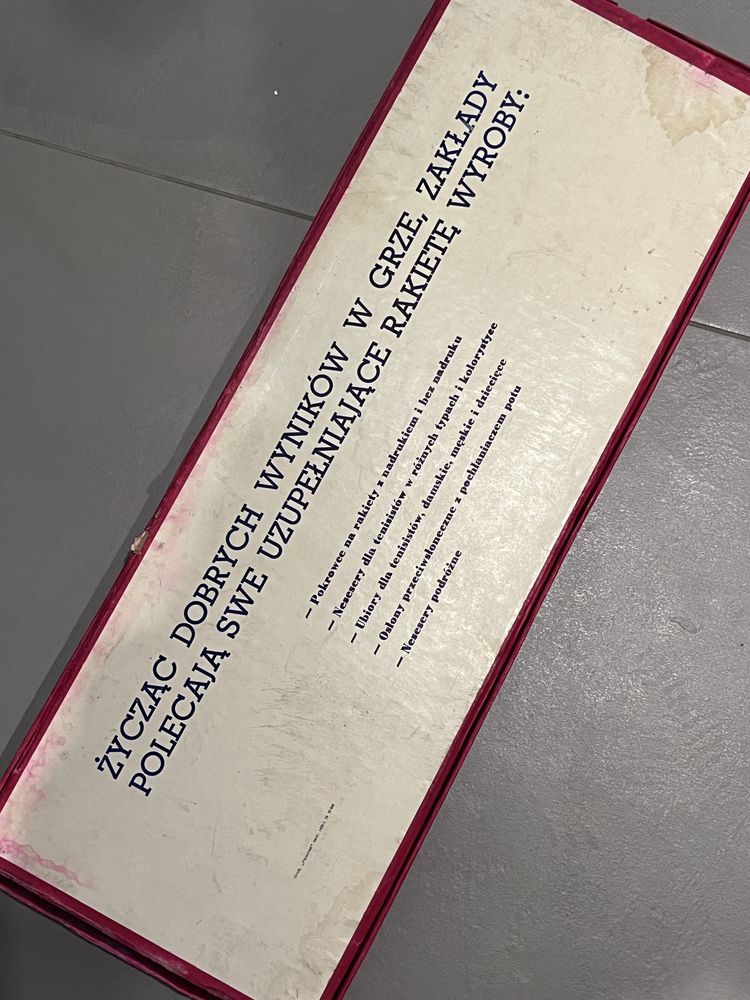 ŻYCZĄC DOBRYCH WYNIKÓW W GRZE, ZAKŁADY
POLECAJĄ SWE UZUPEŁNIAJĄCE RAKIETĘ WYROBY:
— Pokrowce na rakiety z nadrukiem i bez nadruku
— Nesesery dla tenisistów w różnych typach i kolorystyce
— Ubiory dla tenisistów, damskie, męskie i dziecięce
— Osłony przeciwsłoneczne z pochłaniaczem potu
— Nesesery podróżne